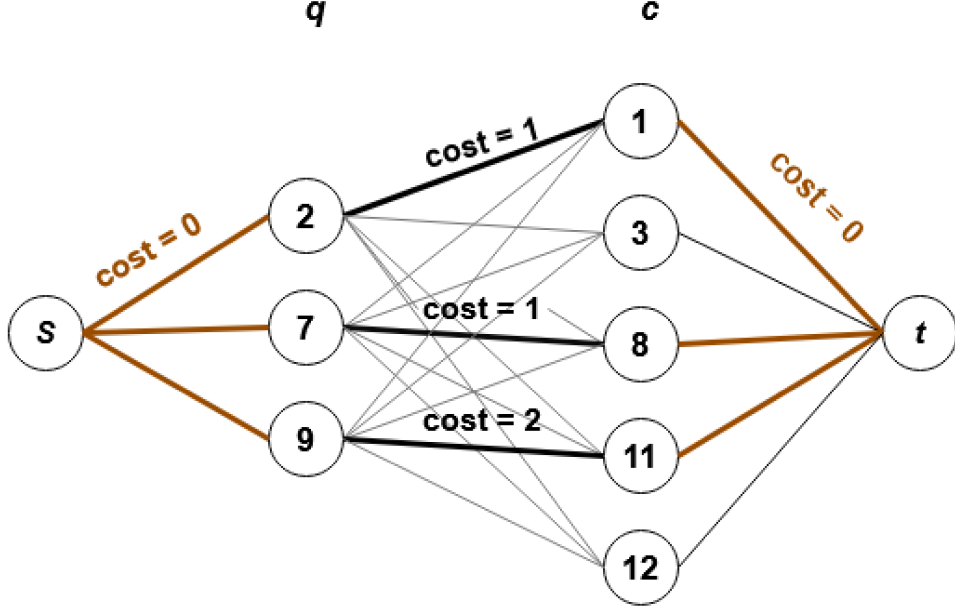 q
c
1
cost = 1
cost = 0
2
3
cost = 0
cost = 1
S
7
8
t
cost = 2
9
11
12